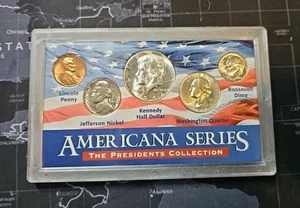 Lincoln
Penny
Jefferson Nickel
Kennedy
Half Dollar
Washington Quarter
Roosevelt
Dime
AMERICANA SERIES
THE PRESIDENTS COLLECTION